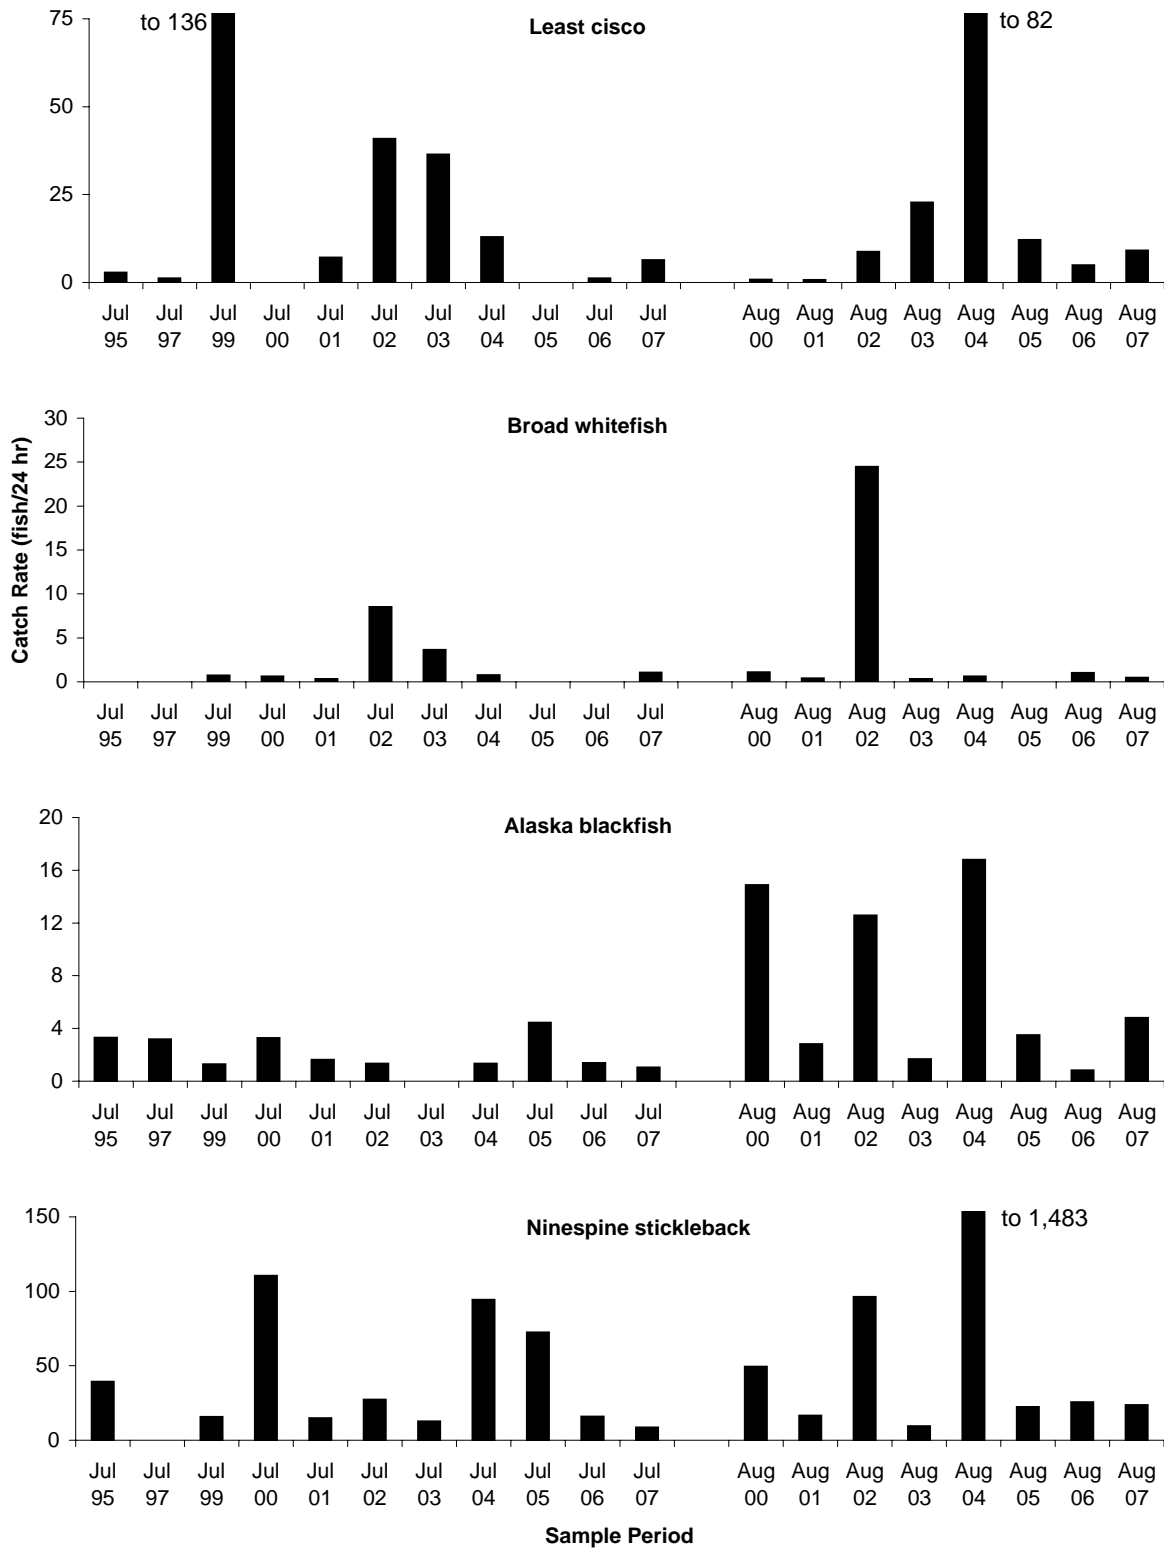 Least cisco
to 136
to 82
75
50
25
0
Jul Jul Jul Jul Jul Jul Jul Jul Jul Jul Jul Aug Aug Aug Aug Aug Aug Aug Aug
95 97 99 00 01 02 03 04 05 06 07 00 01 02 03 04 05 06 07
Catch Rate (fish/24 hr)
Broad whitefish
30
25
20
15
10
5
0
Jul Jul Jul Jul Jul Jul Jul Jul Jul Jul Jul Aug Aug Aug Aug Aug Aug Aug Aug
95 97 99 00 01 02 03 04 05 06 07 00 01 02 03 04 05 06 07
Alaska blackfish
20
16
12
8
4
0
Jul Jul Jul Jul Jul Jul Jul Jul Jul Jul Jul Aug Aug Aug Aug Aug Aug Aug Aug
95 97 99 00 01 02 03 04 05 06 07 00 01 02 03 04 05 06 07
Ninespine stickleback
to 1,483
150
100
50
0
Jul Jul Jul Jul Jul Jul Jul Jul Jul Jul Jul Aug Aug Aug Aug Aug Aug Aug Aug
95 97 99 00 01 02 03 04 05 06 07 00 01 02 03 04 05 06 07
Sample Period